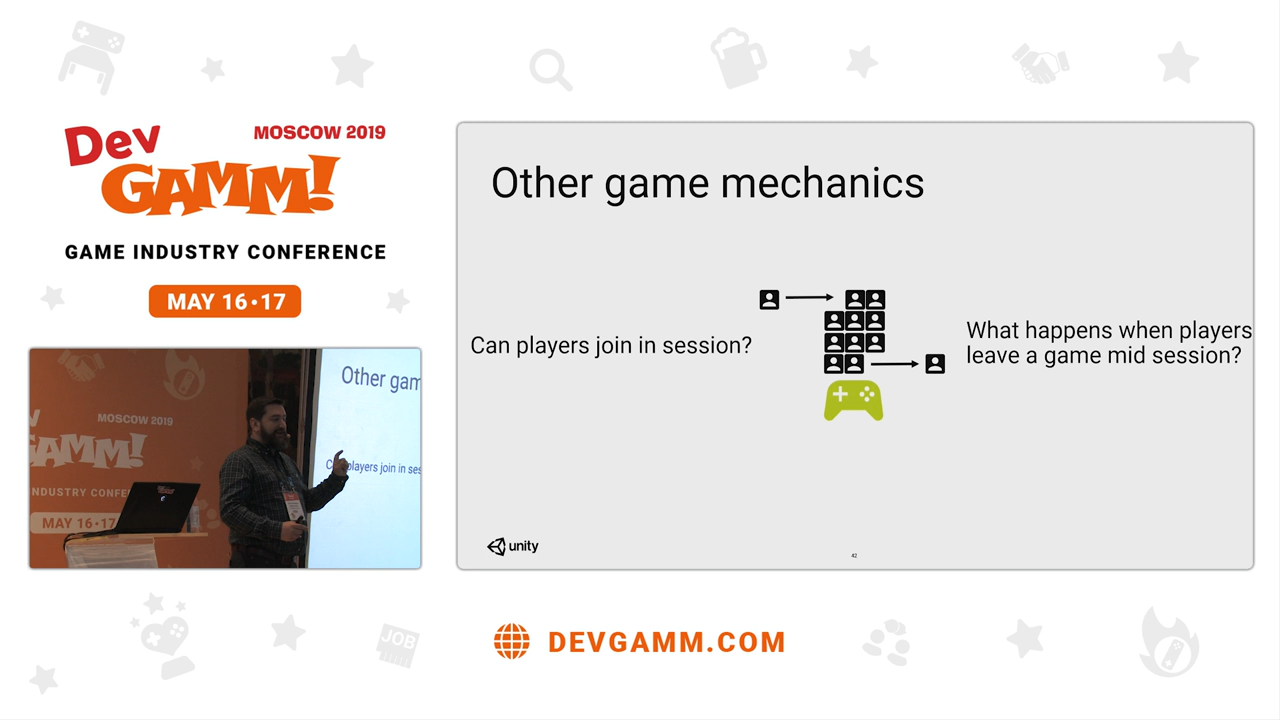 Dev
GAMM!
MOSCOW 2019
GAME INDUSTRY CONFERENCE
MAY 16•17
Other game mechanics
Can players join in session?
What happens when players
leave a game mid session?
unity
42
Other gam
MOSCOW 2019
GAMM!
INDUSTRY CONFE
MAY 16•17
players join in ses
JOB
DEVGAMM.COM